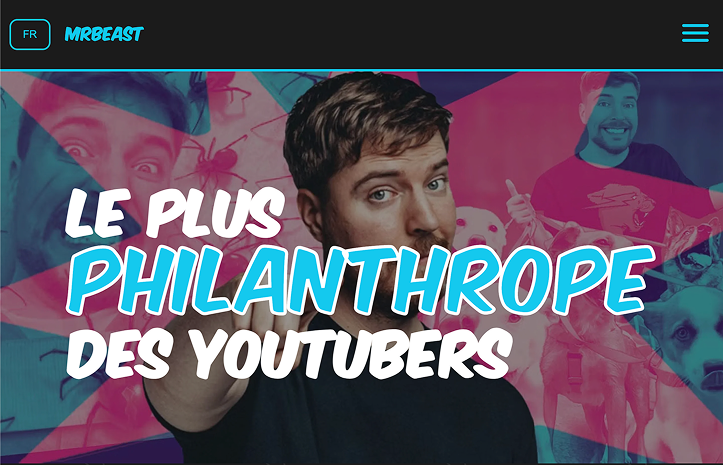 FR
MRBEAST
LE PLUS
PHILANTHROPE
DES YOUTUBERS